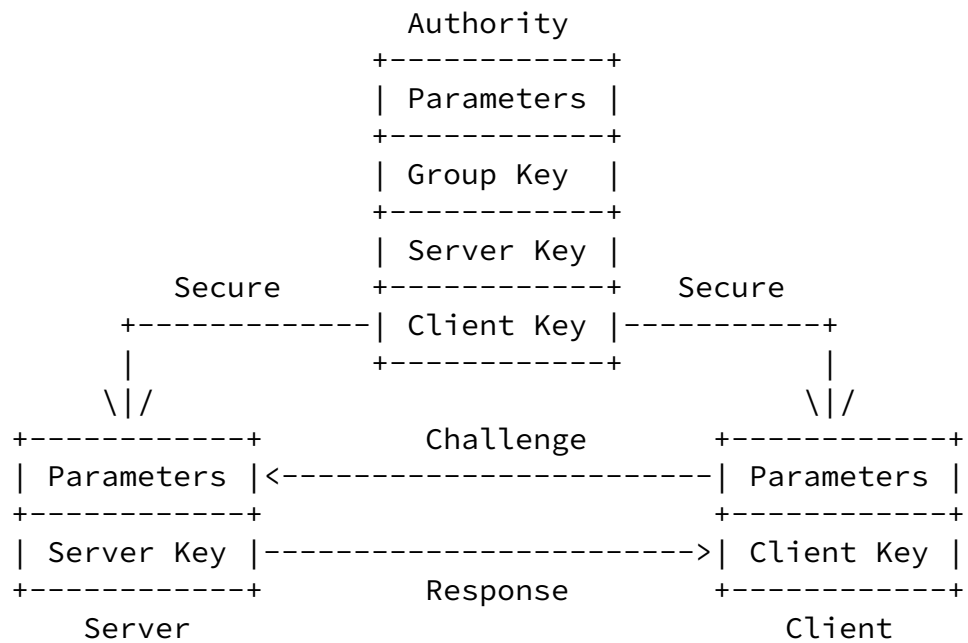 Authority
+------------+
| Parameters |
+------------+
| Group Key  |
+------------+
| Server Key |
Secure +------------+ Secure
+-------------| Client Key |-----------+
| +------------+ |
\|/ \|/
+------------+ Challenge +------------+
| Parameters |<-----------------------| Parameters |
+------------+ +------------+
| Server Key |----------------------->| Client Key |
+------------+ Response +------------+
Server Client